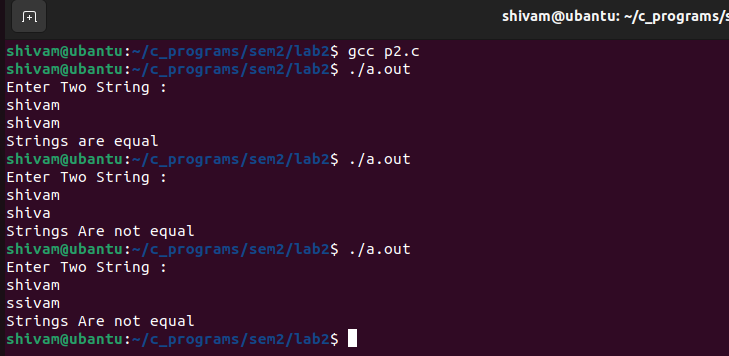 shivam@ubantu: ~/c_programs/s
shivam@ubantu:~/c_programs/sem2/lab2$ gcc p2.c
shivam@ubantu:~/c_programs/sem2/lab2$ ./a.out
Enter Two String :
shivam
shivam
Strings are equal
shivam@ubantu:~/c_programs/sem2/lab2$ ./a.out
Enter Two String :
shivam
shiva
Strings Are not equal
shivam@ubantu:~/c_programs/sem2/lab2$ ./a.out
Enter Two String :
shivam
ssivam
Strings Are not equal
shivam@ubantu:~/c_programs/sem2/lab2$